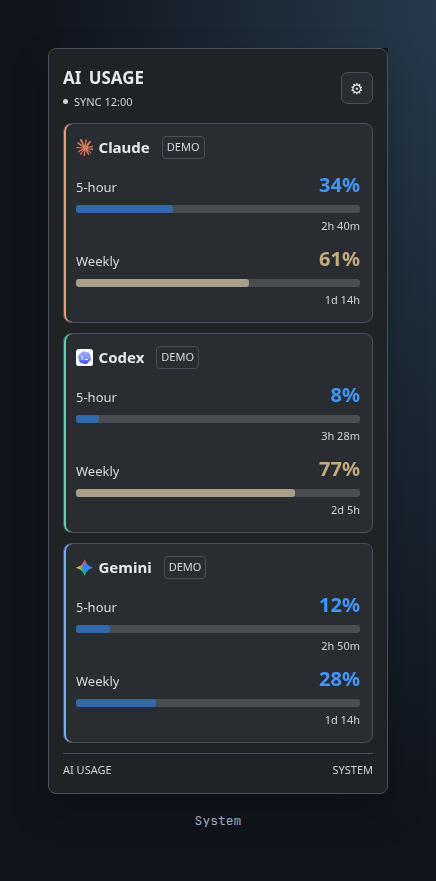 AI USAGE
SYNC 12:00
⚙
Claude DEMO
5-hour 34%
2h 40m
Weekly 61%
1d 14h
Codex DEMO
5-hour 8%
3h 28m
Weekly 77%
2d 5h
Gemini DEMO
5-hour 12%
2h 50m
Weekly 28%
1d 14h
AI USAGE SYSTEM
System